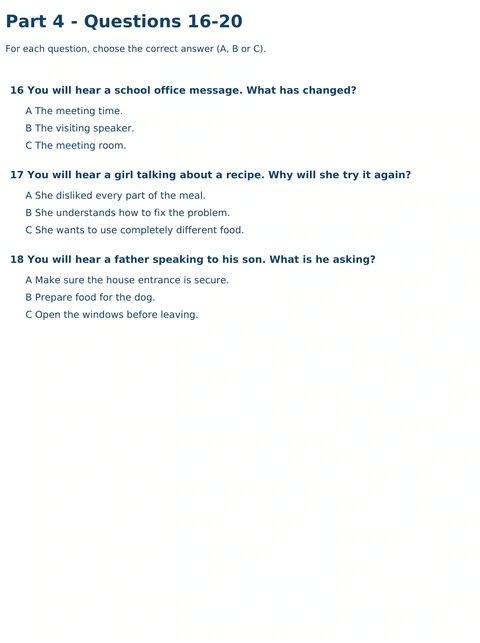 Part 4 - Questions 16-20
For each question, choose the correct answer (A, B or C).
16 You will hear a school office message. What has changed?
A The meeting time.
B The visiting speaker.
C The meeting room.
17 You will hear a girl talking about a recipe. Why will she try it again?
A She disliked every part of the meal.
B She understands how to fix the problem.
C She wants to use completely different food.
18 You will hear a father speaking to his son. What is he asking?
A Make sure the house entrance is secure.
B Prepare food for the dog.
C Open the windows before leaving.